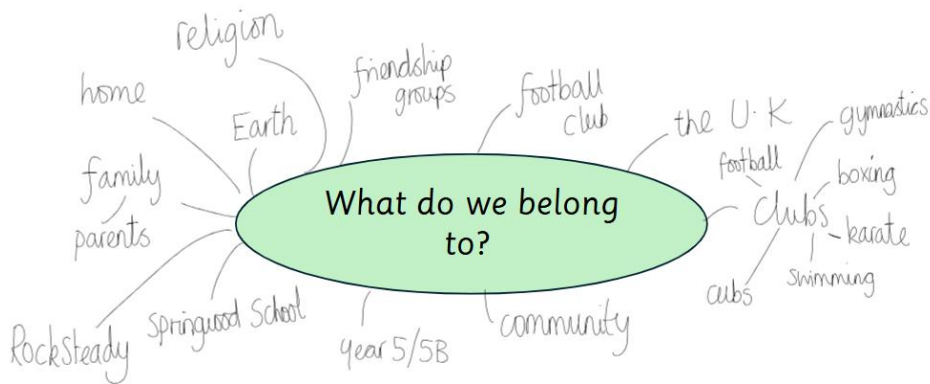 religion
home
friendship
groups
football
club
Earth
the U.K
gymnastics
football
boxing
family
parents
What do we belong
to?
clubs
karate
swimming
cubs
Rocksteady
Springwood School
year 5/5B
community